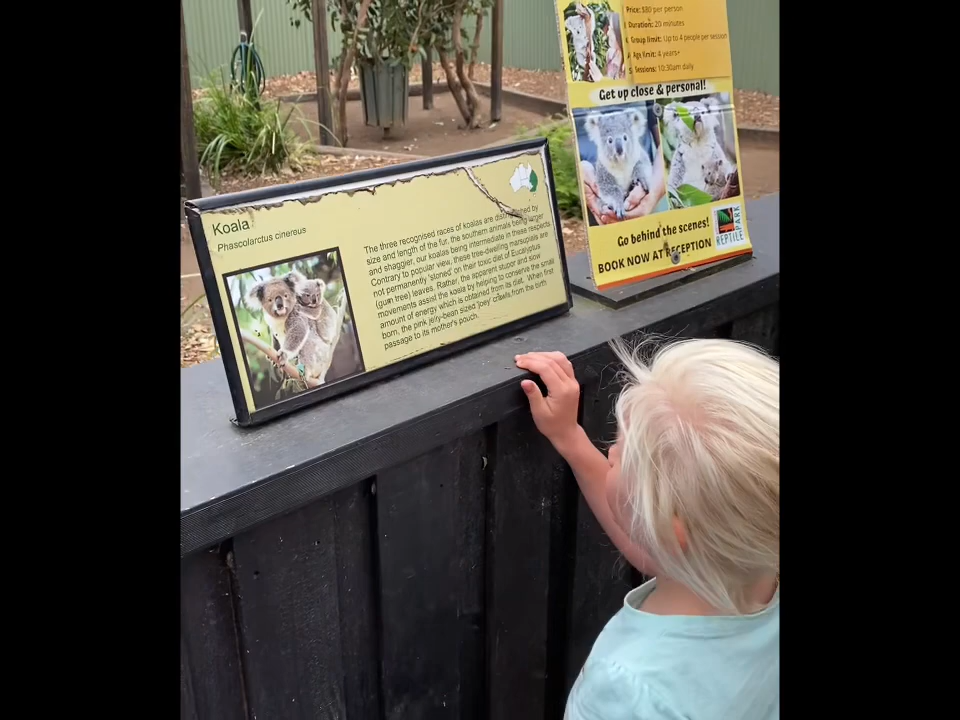 Koala
Phascolarctus cinereus
The three recognised races of koalas are distinguished by
size and length of the fur, the southern animals being larger
and shaggier, our koalas being intermediate in these respects.
Contrary to popular view, these tree-dwelling marsupials are
not permanently 'stoned' on their toxic diet of Eucalyptus
(gum tree) leaves. Rather, the apparent stupor and slow
movements assist the koala by helping to conserve the small
amount of energy which is obtained from its diet. When first
born, the pink jelly-bean sized 'joey' crawls from the birth
passage to its mother's pouch.
Price: $80 per person
Duration: 20 minutes
Group limit: Up to 4 people per session
Age limit: 4 years+
Sessions: 10:30am daily
Get up close & personal!
Go behind the scenes!
BOOK NOW AT RECEPTION
REPTILE PARK